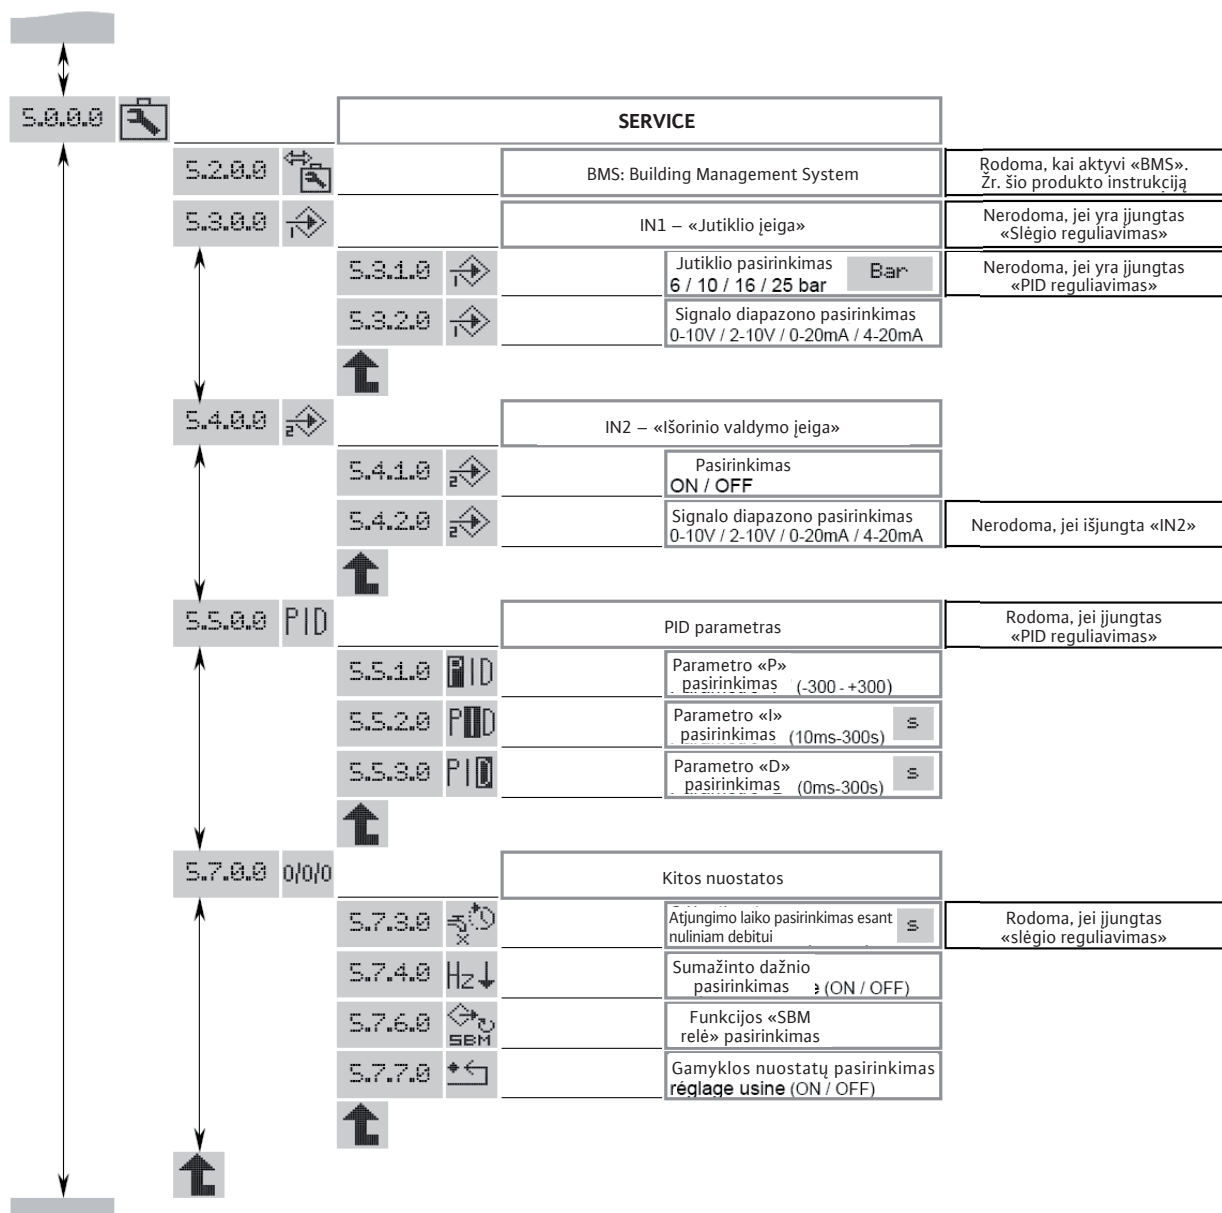 5.0.0.0
SERVICE
5.2.0.0
BMS: Building Management System
Rodoma, kai aktyvi «BMS».
Žr. šio produkto instrukciją
5.3.0.0
1
IN1 – «Jutiklio įeiga»
Nerodoma, jei yra įjungtas
«Slėgio reguliavimas»
5.3.1.0
1
Jutiklio pasirinkimas
6 / 10 / 16 / 25 bar
Bar
Nerodoma, jei yra įjungtas
«PID reguliavimas»
5.3.2.0
1
Signalo diapazono pasirinkimas
0-10V / 2-10V / 0-20mA / 4-20mA
5.4.0.0
2
IN2 – «Išorinio valdymo įeiga»
5.4.1.0
2
Pasirinkimas
ON / OFF
5.4.2.0
2
Signalo diapazono pasirinkimas
0-10V / 2-10V / 0-20mA / 4-20mA
Nerodoma, jei išjungta «IN2»
5.5.0.0 PID
PID parametras
Rodoma, jei įjungtas
«PID reguliavimas»
5.5.1.0 PID
Parametro «P»
pasirinkimas (-300 - +300)
5.5.2.0 PID
Parametro «I»
pasirinkimas (10ms-300s)
s
5.5.3.0 PID
Parametro «D»
pasirinkimas (0ms-300s)
s
5.7.0.0 0/0/0
Kitos nuostatos
5.7.3.0
Atjungimo laiko pasirinkimas esant
nuliniam debitui
s
Rodoma, jei įjungtas
«slėgio reguliavimas»
5.7.4.0 Hz
Sumažinto dažnio
pasirinkimas (ON / OFF)
5.7.6.0 SBM
Funkcijos «SBM
relė» pasirinkimas
5.7.7.0
Gamyklos nuostatų pasirinkimas
réglage usine (ON / OFF)